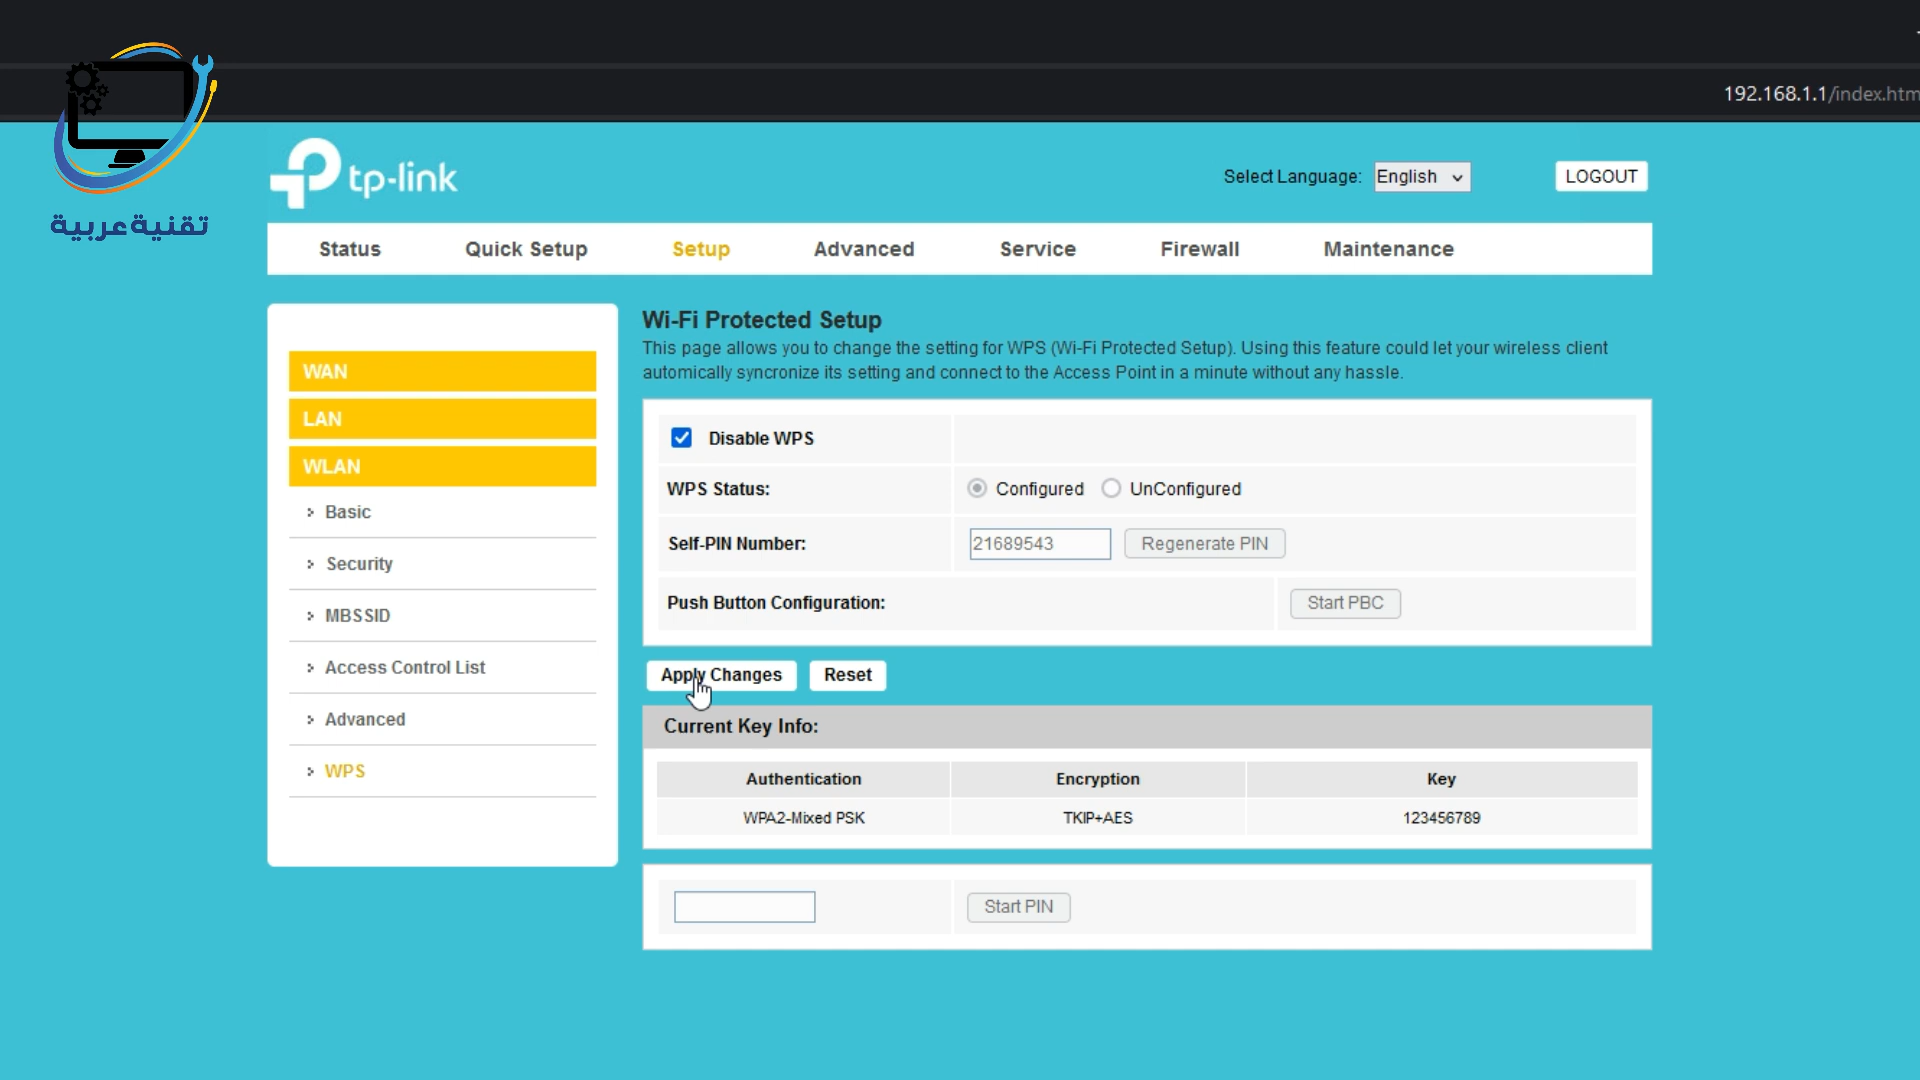 192.168.1.1/index.htm
تقنية عربية
tp-link
Select Language: English
LOGOUT
Status Quick Setup Setup Advanced Service Firewall Maintenance
WAN
LAN
WLAN
Basic
Security
MBSSID
Access Control List
Advanced
WPS
Wi-Fi Protected Setup
This page allows you to change the setting for WPS (Wi-Fi Protected Setup). Using this feature could let your wireless client
automically syncronize its setting and connect to the Access Point in a minute without any hassle.
Disable WPS
WPS Status: Configured UnConfigured
Self-PIN Number: 21689543 Regenerate PIN
Push Button Configuration: Start PBC
Apply Changes Reset
Current Key Info:
Authentication Encryption Key
WPA2-Mixed PSK TKIP+AES 123456789
Start PIN